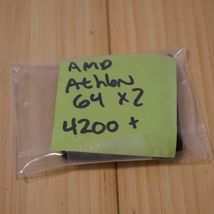 AMD
Athlon
64 x2
4200 +